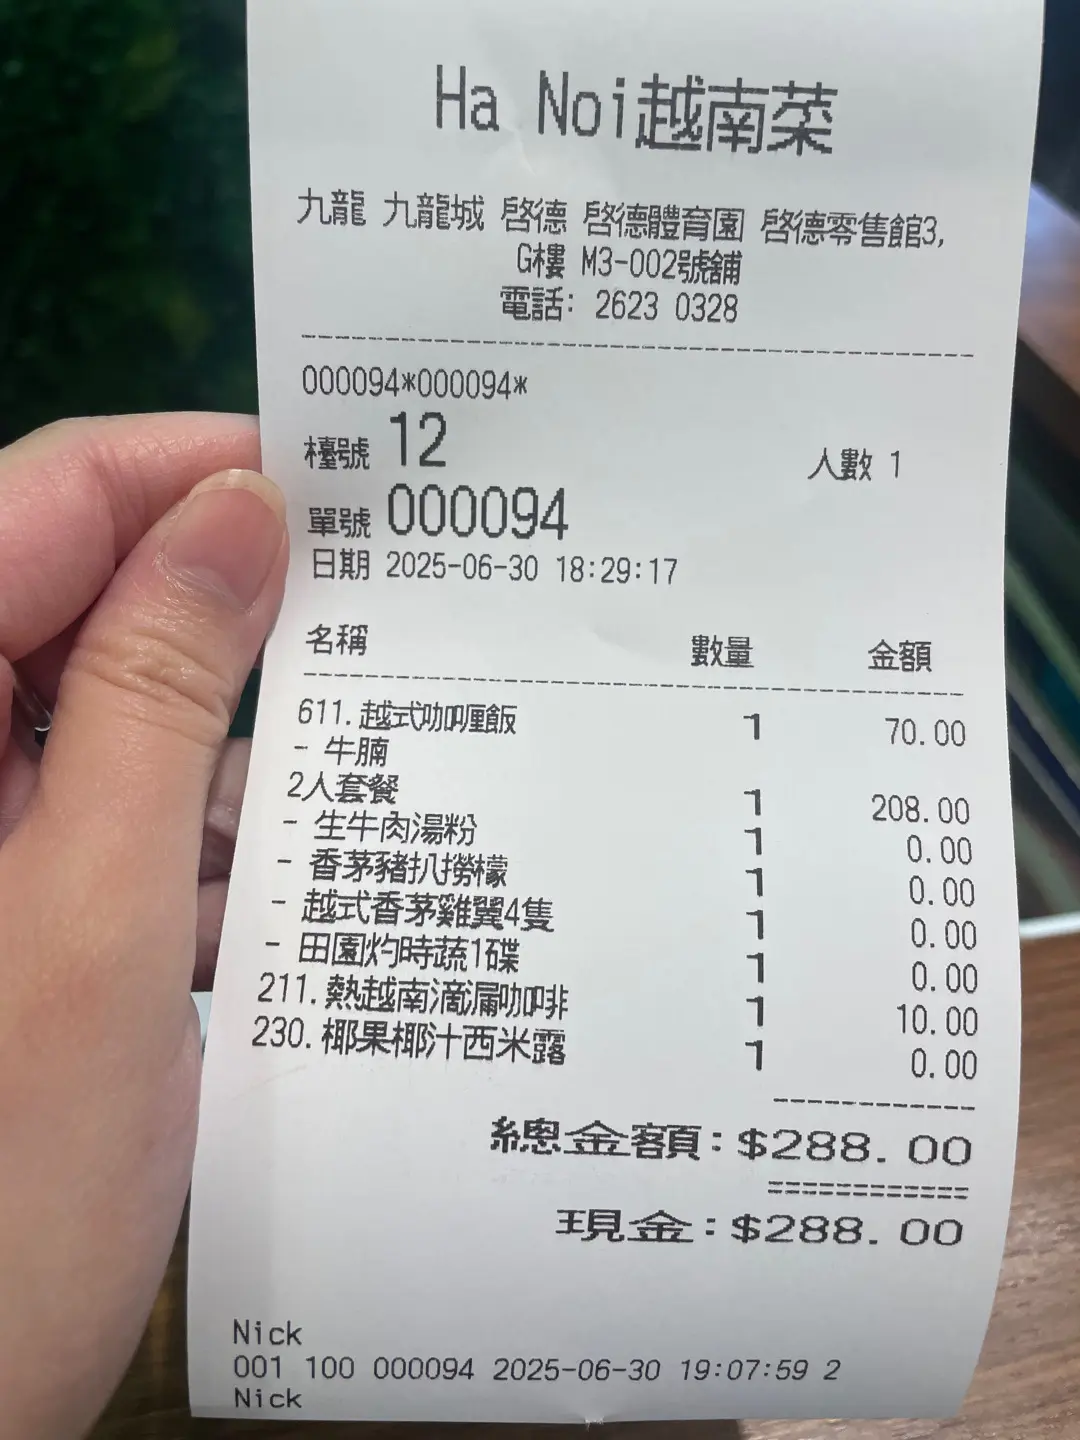 Ha Noi越南菜
九龍 九龍城 啓德 啓德體育園 啓德零售館3,
G樓 M3-002號舖
電話: 2623 0328
000094*000094*
檯號 12 人數 1
單號 000094
日期 2025-06-30 18:29:17
名稱 數量 金額
611.越式咖喱飯 1 70.00
- 牛腩
2人套餐 1 208.00
- 生牛肉湯粉 1 0.00
- 香茅豬扒撈檬 1 0.00
- 越式香茅雞翼4隻 1 0.00
- 田園灼時蔬1碟 1 0.00
211.熱越南滴漏咖啡 1 10.00
230.椰果椰汁西米露 1 0.00
總金額:$288.00
============
現金:$288.00
Nick
001 100 000094 2025-06-30 19:07:59 2
Nick